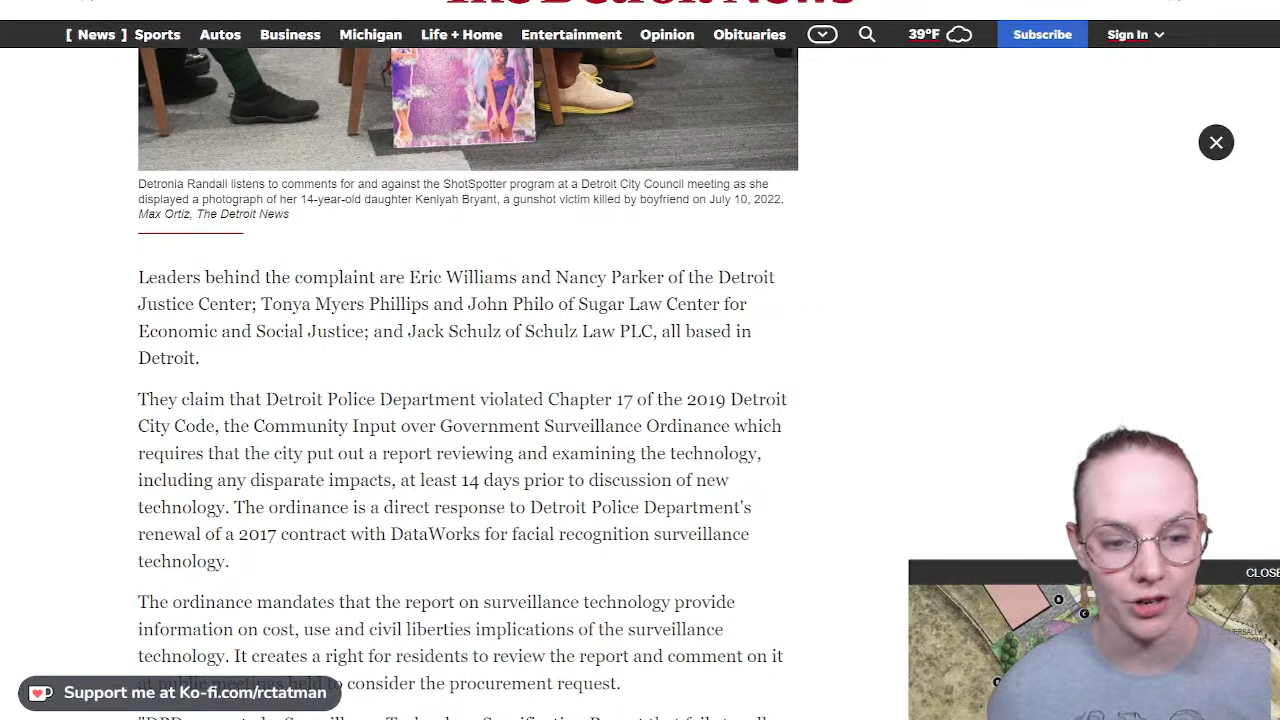 The Detroit News
[ News ] Sports Autos Business Michigan Life + Home Entertainment Opinion Obituaries 39°F Subscribe Sign In
Detronia Randall listens to comments for and against the ShotSpotter program at a Detroit City Council meeting as she
displayed a photograph of her 14-year-old daughter Keniyah Bryant, a gunshot victim killed by boyfriend on July 10, 2022.
Max Ortiz, The Detroit News
Leaders behind the complaint are Eric Williams and Nancy Parker of the Detroit
Justice Center; Tonya Myers Phillips and John Philo of Sugar Law Center for
Economic and Social Justice; and Jack Schulz of Schulz Law PLC, all based in
Detroit.
They claim that Detroit Police Department violated Chapter 17 of the 2019 Detroit
City Code, the Community Input over Government Surveillance Ordinance which
requires that the city put out a report reviewing and examining the technology,
including any disparate impacts, at least 14 days prior to discussion of new
technology. The ordinance is a direct response to Detroit Police Department's
renewal of a 2017 contract with DataWorks for facial recognition surveillance
technology.
CLOSE
The ordinance mandates that the report on surveillance technology provide
information on cost, use and civil liberties implications of the surveillance
technology. It creates a right for residents to review the report and comment on it
at public meetings held to consider the procurement request.
Support me at Ko-fi.com/rctatman